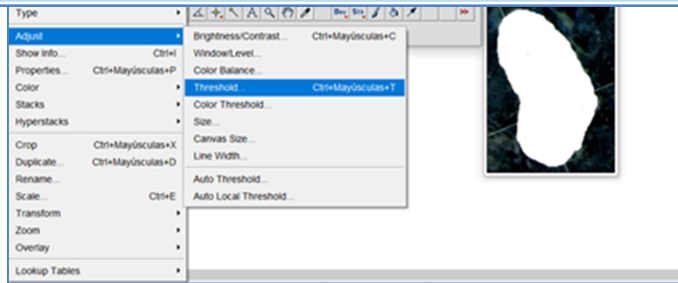 Type
Dev Stk
Adjust
Show Info... Ctrl+I
Properties... Ctrl+Mayúsculas+P
Color
Stacks
Hyperstacks
Crop Ctrl+Mayúsculas+X
Duplicate... Ctrl+Mayúsculas+D
Rename...
Scale... Ctrl+E
Transform
Zoom
Overlay
Lookup Tables
Brightness/Contrast... Ctrl+Mayúsculas+C
Window/Level...
Color Balance...
Threshold... Ctrl+Mayúsculas+T
Color Threshold...
Size...
Canvas Size...
Line Width...
Auto Threshold...
Auto Local Threshold...